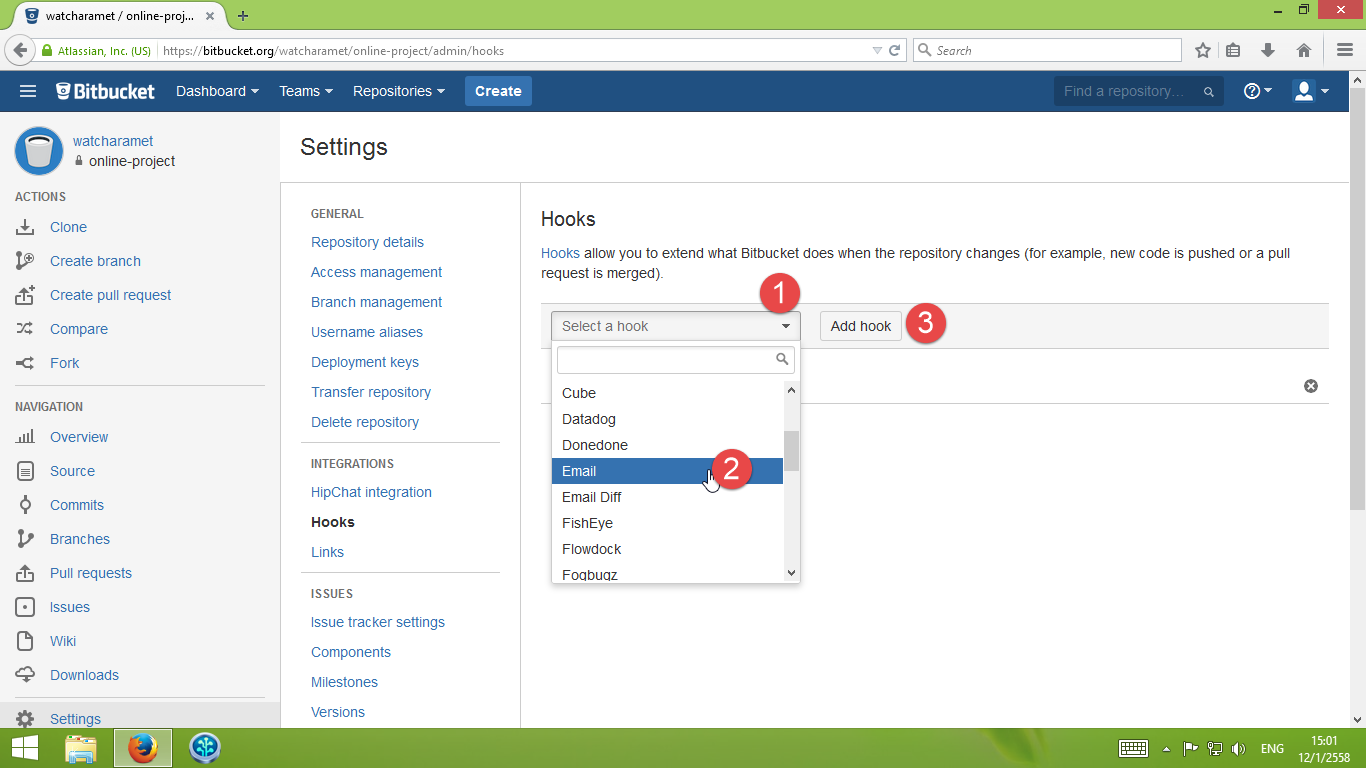 watcharamet / online-proj...
Atlassian, Inc. (US)
https://bitbucket.org/watcharamet/online-project/admin/hooks
Search
Bitbucket
Dashboard
Teams
Repositories
Create
Find a repository...
watcharamet
online-project
ACTIONS
Clone
Create branch
Create pull request
Compare
Fork
NAVIGATION
Overview
Source
Commits
Branches
Pull requests
Issues
Wiki
Downloads
Settings
Settings
GENERAL
Repository details
Access management
Branch management
Username aliases
Deployment keys
Transfer repository
Delete repository
INTEGRATIONS
HipChat integration
Hooks
Links
ISSUES
Issue tracker settings
Components
Milestones
Versions
Hooks
Hooks allow you to extend what Bitbucket does when the repository changes (for example, new code is pushed or a pull
request is merged).
1
Select a hook
Add hook
3
Cube
Datadog
Donedone
Email
2
Email Diff
FishEye
Flowdock
Fogbugz
ENG
15:01
12/1/2558